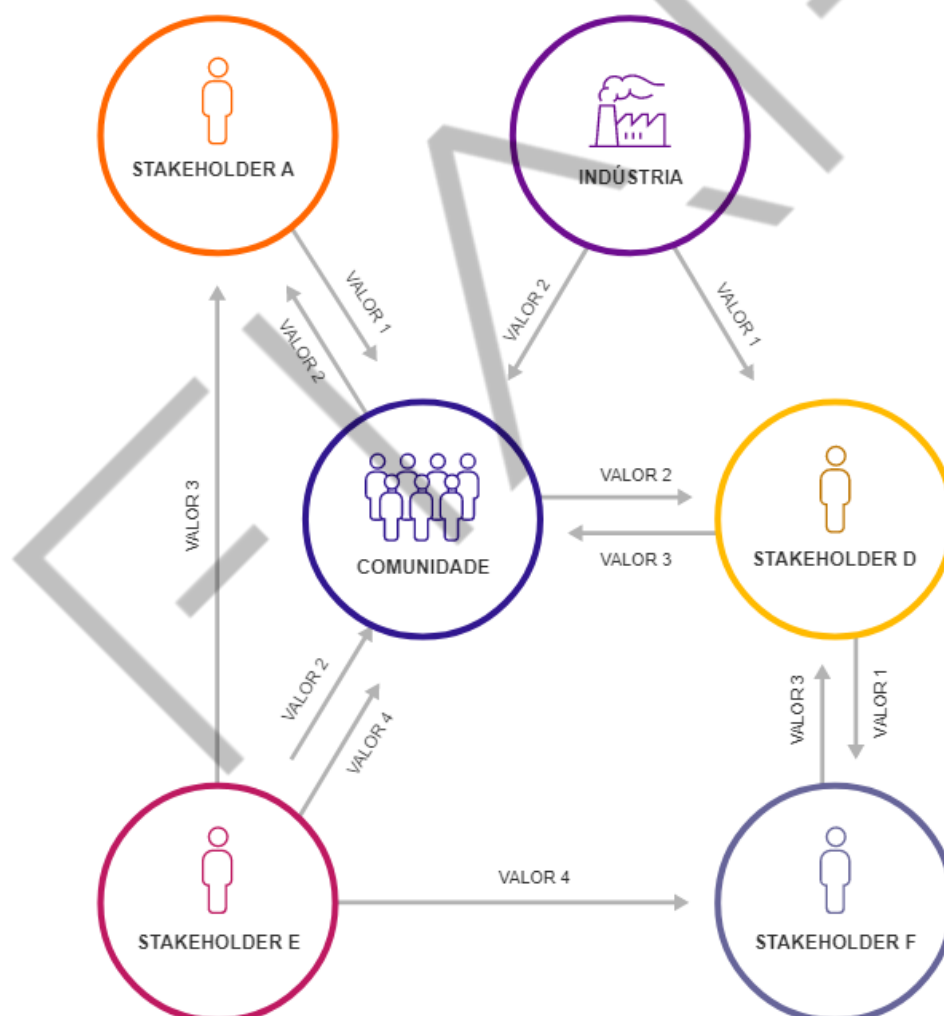 STAKEHOLDER A
INDÚSTRIA
VALOR 1
VALOR 2
VALOR 2
VALOR 1
VALOR 3
VALOR 2
VALOR 3
COMUNIDADE
STAKEHOLDER D
VALOR 2
VALOR 4
VALOR 3
VALOR 1
VALOR 4
STAKEHOLDER E
STAKEHOLDER F